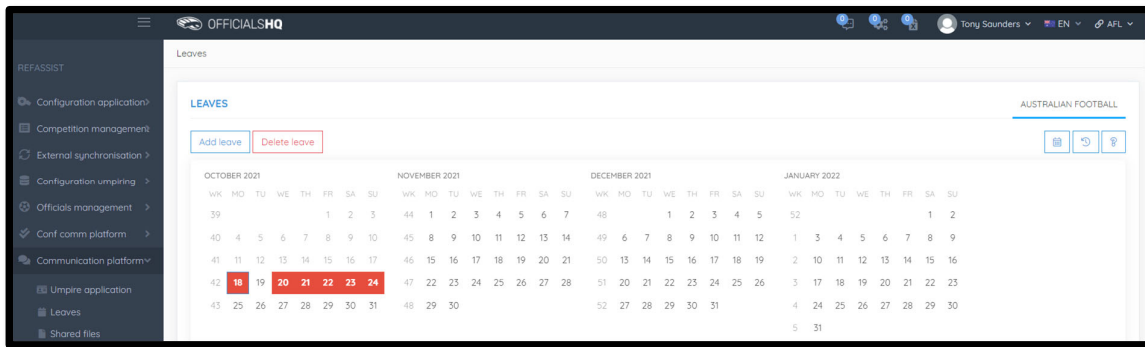 OFFICIALSHQ
0 0 0 Tony Saunders EN AFL
REFASSIST
Configuration application
Competition management
External synchronisation
Configuration umpiring
Officials management
Conf comm platform
Communication platform
Umpire application
Leaves
Shared files
Leaves
LEAVES
AUSTRALIAN FOOTBALL
Add leave Delete leave
OCTOBER 2021
WK MO TU WE TH FR SA SU
39 1 2 3
40 4 5 6 7 8 9 10
41 11 12 13 14 15 16 17
42 18 19 20 21 22 23 24
43 25 26 27 28 29 30 31
NOVEMBER 2021
WK MO TU WE TH FR SA SU
44 1 2 3 4 5 6 7
45 8 9 10 11 12 13 14
46 15 16 17 18 19 20 21
47 22 23 24 25 26 27 28
48 29 30
DECEMBER 2021
WK MO TU WE TH FR SA SU
48 1 2 3 4 5
49 6 7 8 9 10 11 12
50 13 14 15 16 17 18 19
51 20 21 22 23 24 25 26
52 27 28 29 30 31
JANUARY 2022
WK MO TU WE TH FR SA SU
52 1 2
1 3 4 5 6 7 8 9
2 10 11 12 13 14 15 16
3 17 18 19 20 21 22 23
4 24 25 26 27 28 29 30
5 31